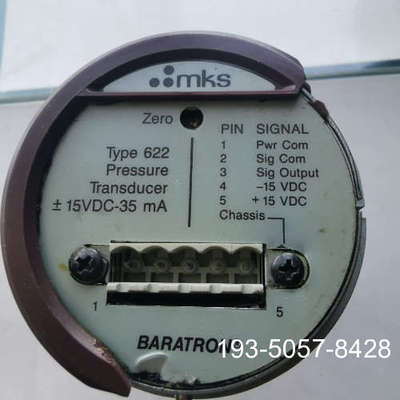 mks
Zero
Type 622
Pressure
Transducer
± 15VDC-35 mA
PIN SIGNAL
1 Pwr Com
2 Sig Com
3 Sig Output
4 -15 VDC
5 + 15 VDC
Chassis
1 5
BARATRON
193-5057-8428